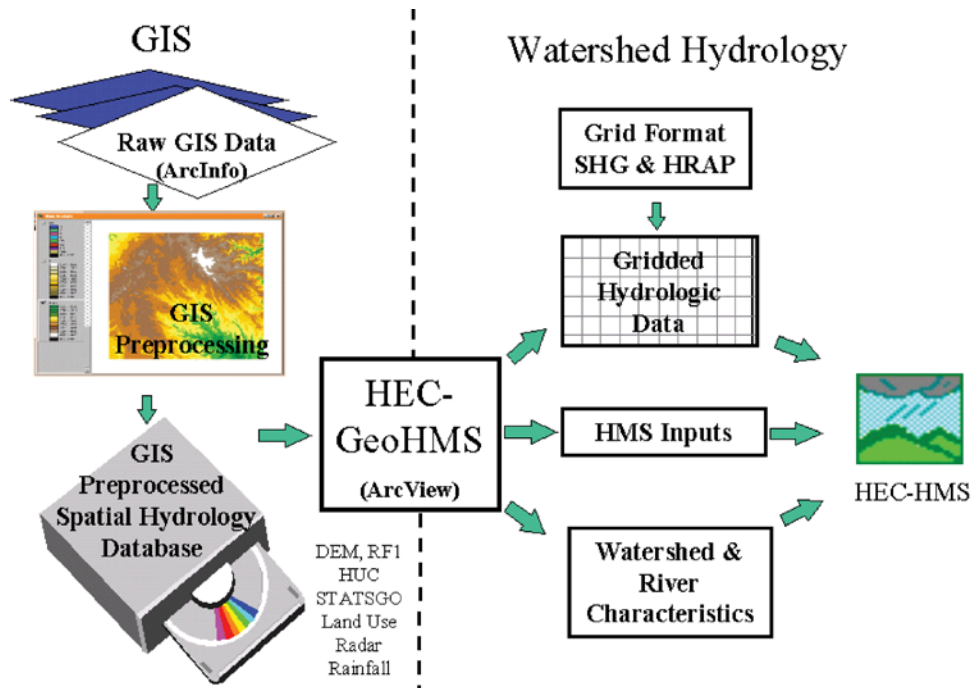 GIS
Watershed Hydrology
Raw GIS Data
(ArcInfo)
GIS
Preprocessing
GIS
Preprocessed
Spatial Hydrology
Database
HEC-
GeoHMS
(ArcView)
DEM, RF1
HUC
STATSGO
Land Use
Radar
Rainfall
Grid Format
SHG & HRAP
Gridded
Hydrologic
Data
HMS Inputs
Watershed &
River
Characteristics
HEC-HMS